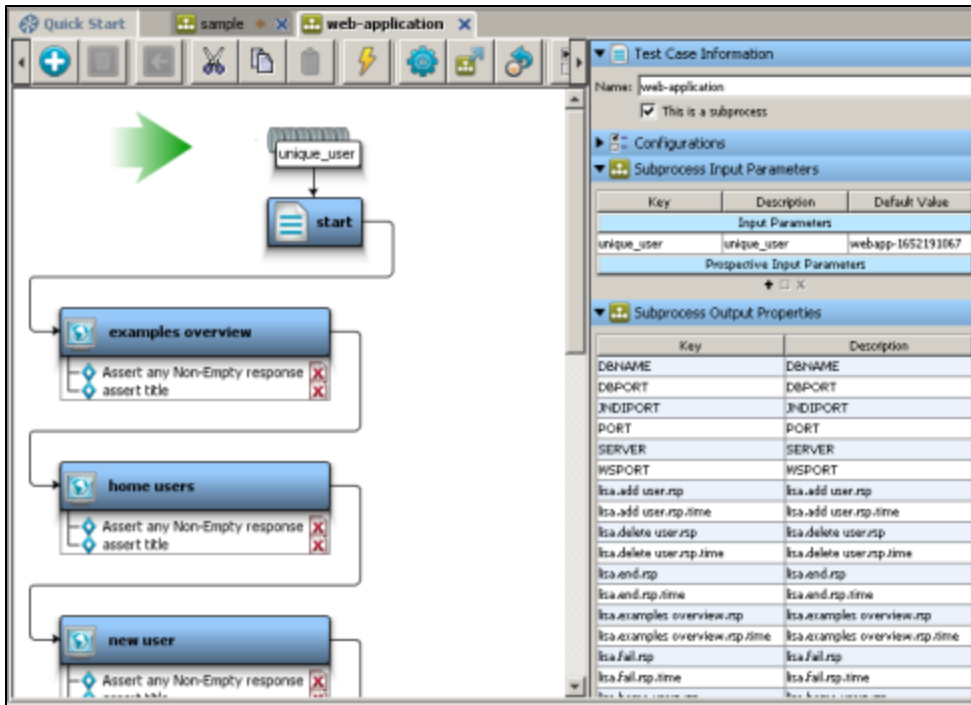 Quick Start sample web-application
unique_user
start
examples overview
Assert any Non-Empty response
assert title
home users
Assert any Non-Empty response
assert title
new user
Assert any Non-Empty response
Test Case Information
Name: web-application
This is a subprocess
Configurations
Subprocess Input Parameters
Key Description Default Value
Input Parameters
unique_user unique_user webapp-1652191067
Prospective Input Parameters
Subprocess Output Properties
Key Description
DBNAME DBNAME
DBPORT DBPORT
JNDIPORT JNDIPORT
PORT PORT
SERVER SERVER
WSPORT WSPORT
lisa.add user.rsp lisa.add user.rsp
lisa.add user.rsp.time lisa.add user.rsp.time
lisa.delete user.rsp lisa.delete user.rsp
lisa.delete user.rsp.time lisa.delete user.rsp.time
lisa.end.rsp lisa.end.rsp
lisa.end.rsp.time lisa.end.rsp.time
lisa.examples overview.rsp lisa.examples overview.rsp
lisa.examples overview.rsp.time lisa.examples overview.rsp.time
lisa.fail.rsp lisa.fail.rsp
lisa.fail.rsp.time lisa.fail.rsp.time